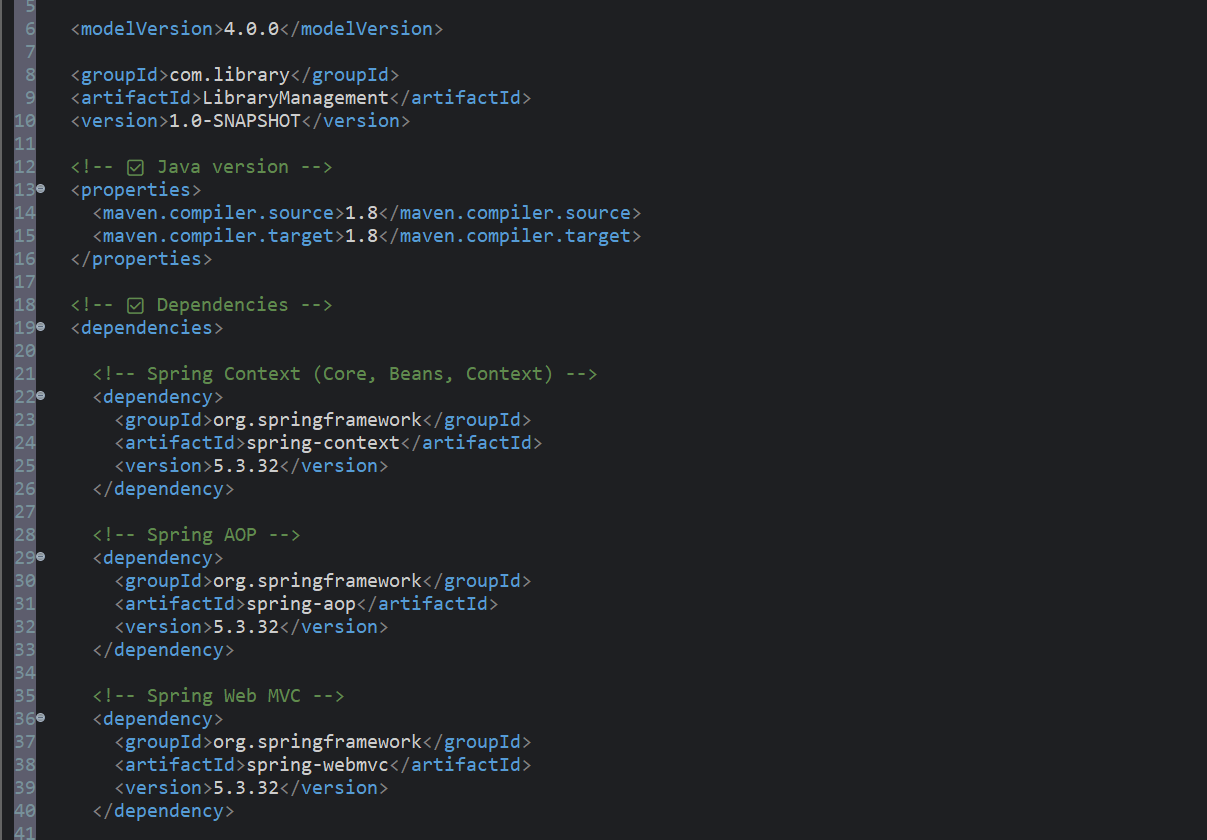 5
6 <modelVersion>4.0.0</modelVersion>
7
8 <groupId>com.library</groupId>
9 <artifactId>LibraryManagement</artifactId>
10 <version>1.0-SNAPSHOT</version>
11
12 <!-- ☑ Java version -->
13 <properties>
14 <maven.compiler.source>1.8</maven.compiler.source>
15 <maven.compiler.target>1.8</maven.compiler.target>
16 </properties>
17
18 <!-- ☑ Dependencies -->
19 <dependencies>
20
21 <!-- Spring Context (Core, Beans, Context) -->
22 <dependency>
23 <groupId>org.springframework</groupId>
24 <artifactId>spring-context</artifactId>
25 <version>5.3.32</version>
26 </dependency>
27
28 <!-- Spring AOP -->
29 <dependency>
30 <groupId>org.springframework</groupId>
31 <artifactId>spring-aop</artifactId>
32 <version>5.3.32</version>
33 </dependency>
34
35 <!-- Spring Web MVC -->
36 <dependency>
37 <groupId>org.springframework</groupId>
38 <artifactId>spring-webmvc</artifactId>
39 <version>5.3.32</version>
40 </dependency>
41